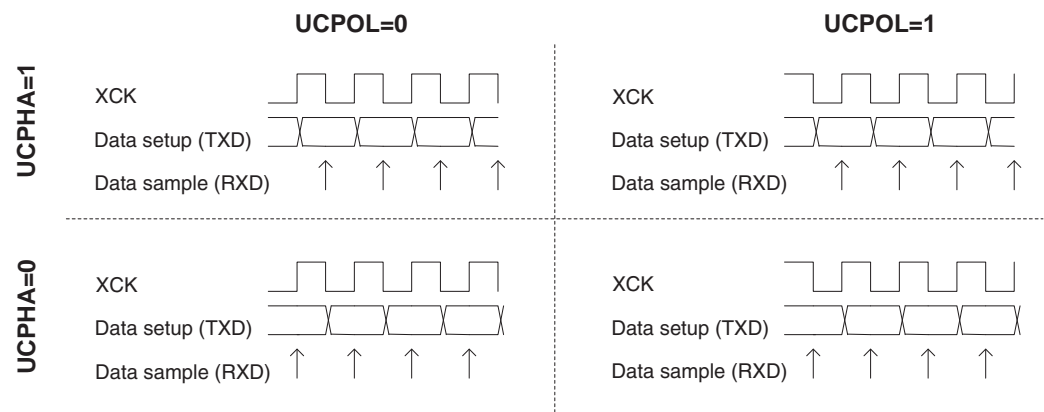 UCPOL=0
UCPOL=1
UCPHA=1
XCK
Data setup (TXD)
Data sample (RXD)
XCK
Data setup (TXD)
Data sample (RXD)
UCPHA=0
XCK
Data setup (TXD)
Data sample (RXD)
XCK
Data setup (TXD)
Data sample (RXD)